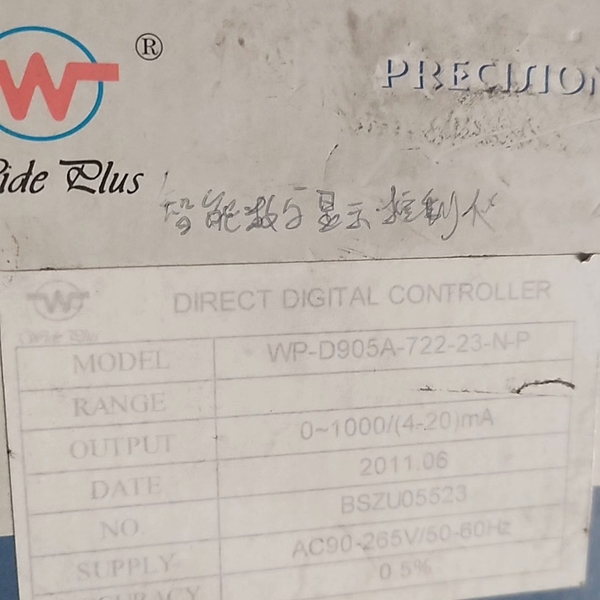 W ®
PRECISION
ide Plus
智能数字显示控制仪
W
DIRECT DIGITAL CONTROLLER
MODEL WP-D905A-722-23-N-P
RANGE
OUTPUT 0~1000/(4-20)mA
DATE 2011.06
NO. BSZU05523
SUPPLY AC90-265V/50-60Hz
0.5%